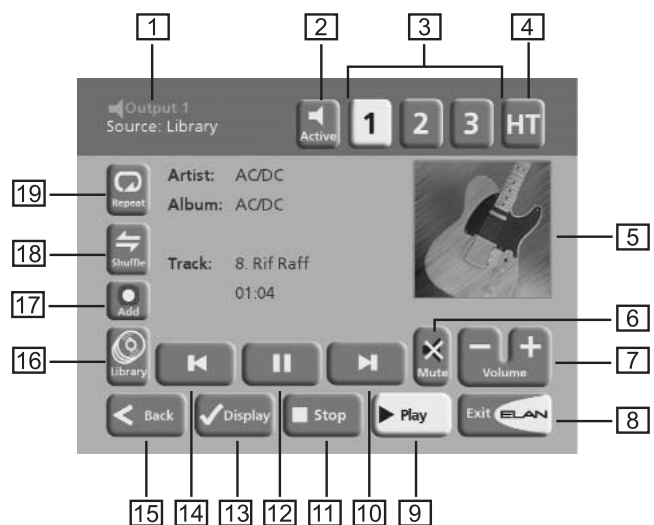 1 2 3 4
Output 1
Source: Library
Active
1 2 3 HT
19
Repeat
Artist: AC/DC
Album: AC/DC
5
18
Shuffle
Track: 8. Rif Raff
01:04
17
Add
6
16
Library
Mute
Volume
7
Back
Display
Stop
Play
Exit ELAN
8
15 14 13 12 11 10 9